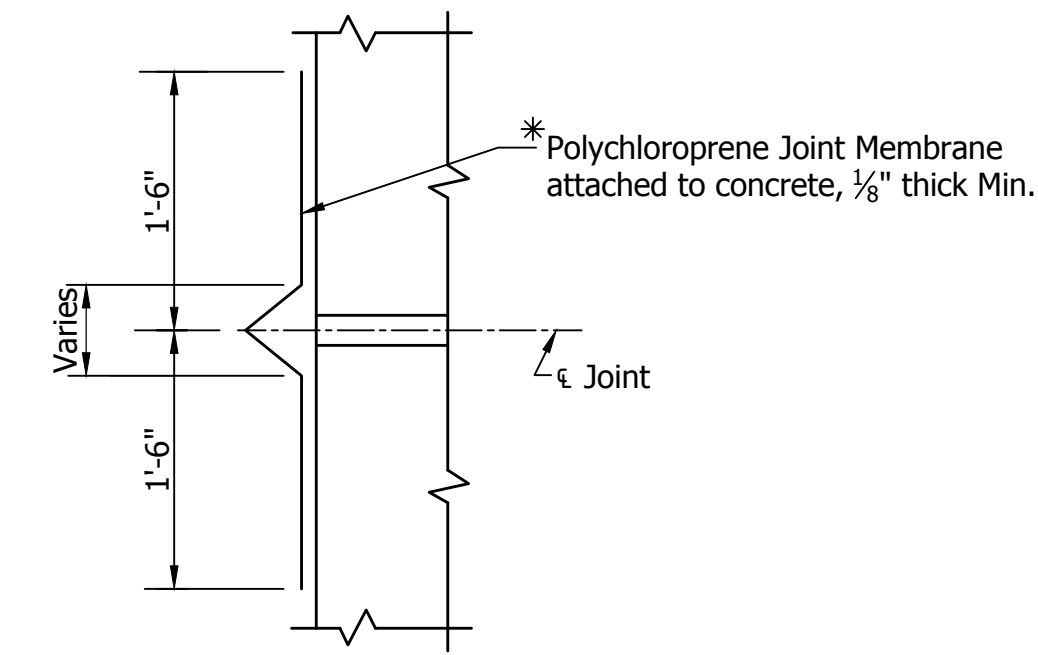 1'-6"
✳Polychloroprene Joint Membrane
attached to concrete, ⅛" thick Min.
Varies
℄ Joint
1'-6"